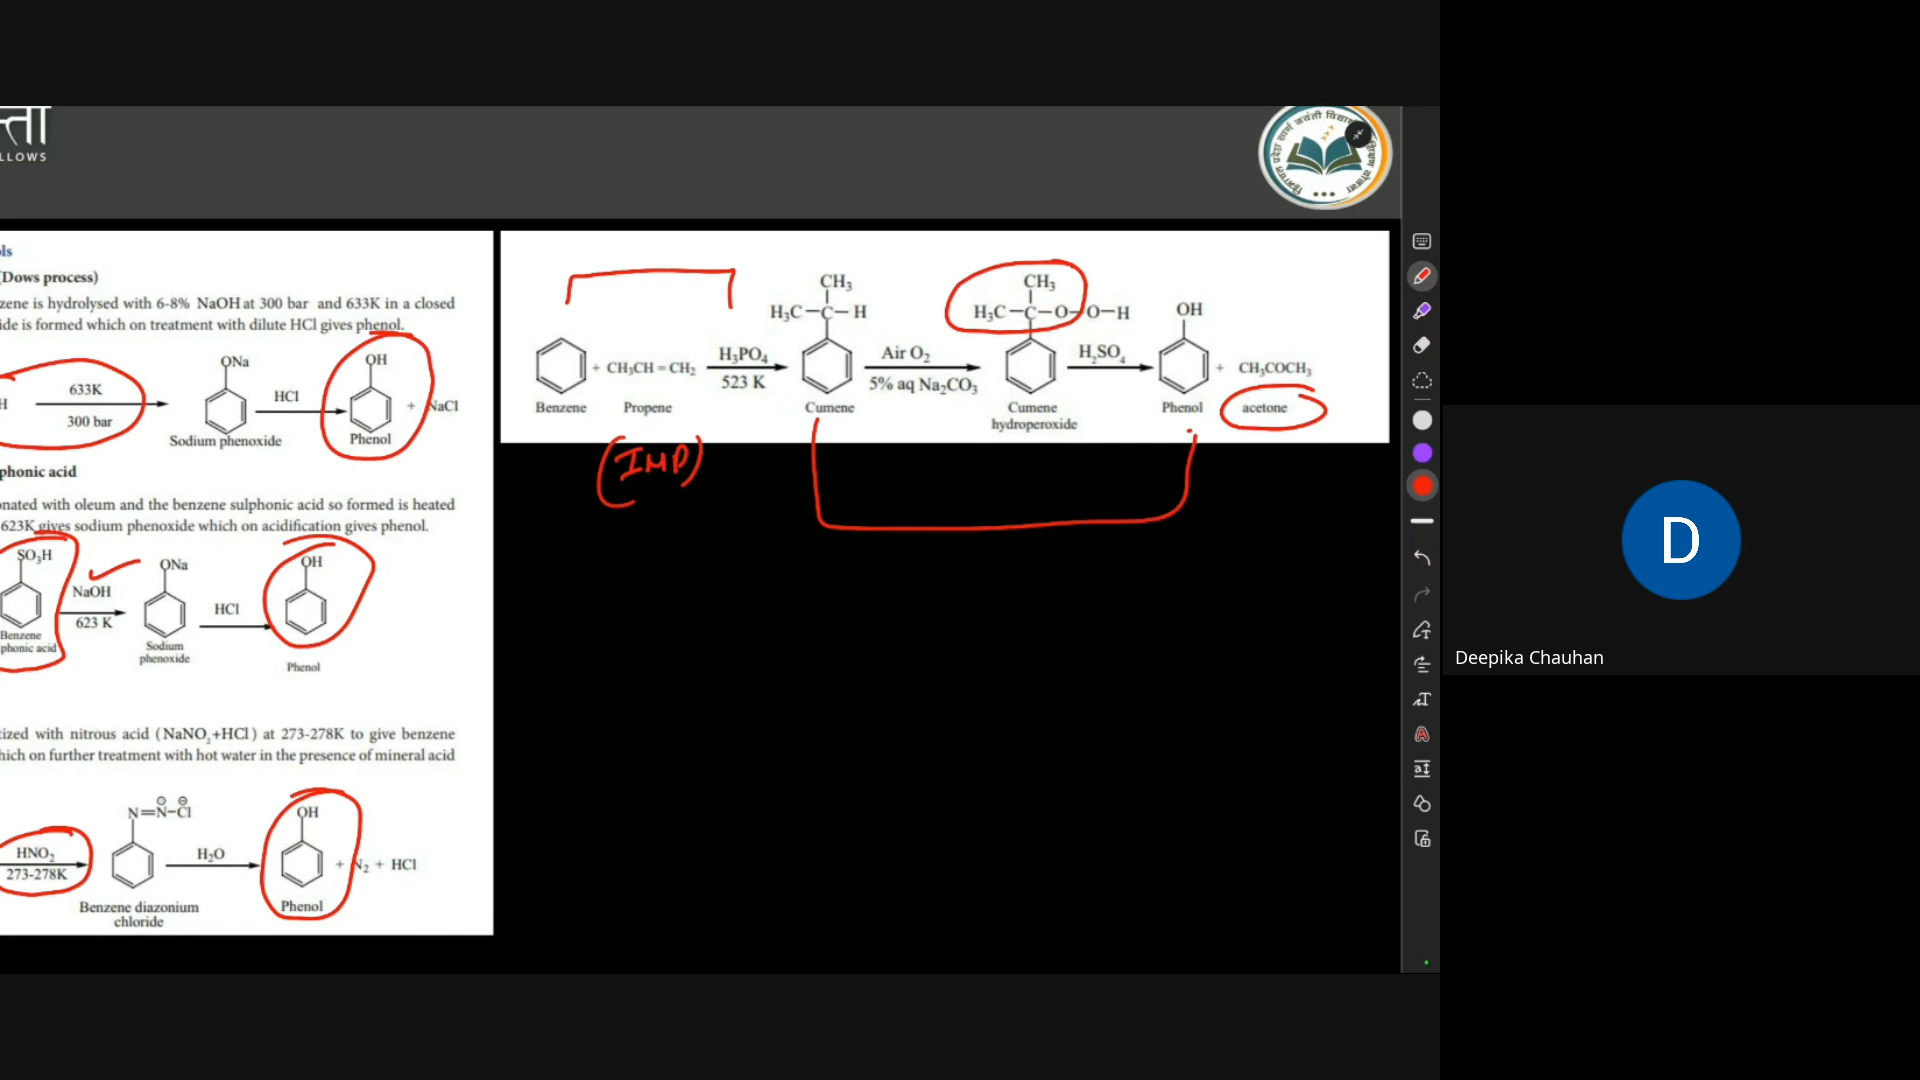 न्ता
LLOWS
ls
(Dows process)
zene is hydrolysed with 6-8% NaOH at 300 bar and 633K in a closed
ide is formed which on treatment with dilute HCl gives phenol.
H
633K
300 bar
ONa
Sodium phenoxide
HCl
OH
Phenol
+ NaCl
phonic acid
onated with oleum and the benzene sulphonic acid so formed is heated
623K gives sodium phenoxide which on acidification gives phenol.
SO₃H
Benzene
phonic acid
NaOH
623 K
ONa
Sodium
phenoxide
HCl
OH
Phenol
tized with nitrous acid (NaNO₂+HCl) at 273-278K to give benzene
hich on further treatment with hot water in the presence of mineral acid
HNO₂
273-278K
N=N-Cl
Benzene diazonium
chloride
H₂O
OH
Phenol
+ N₂ + HCl
Benzene
+ CH₃CH = CH₂
Propene
H₃PO₄
523 K
CH₃
H₃C-C-H
Cumene
Air O₂
5% aq Na₂CO₃
CH₃
H₃C-C-O-O-H
Cumene
hydroperoxide
H₂SO₄
OH
Phenol
+ CH₃COCH₃
acetone
(IMP)
D
Deepika Chauhan